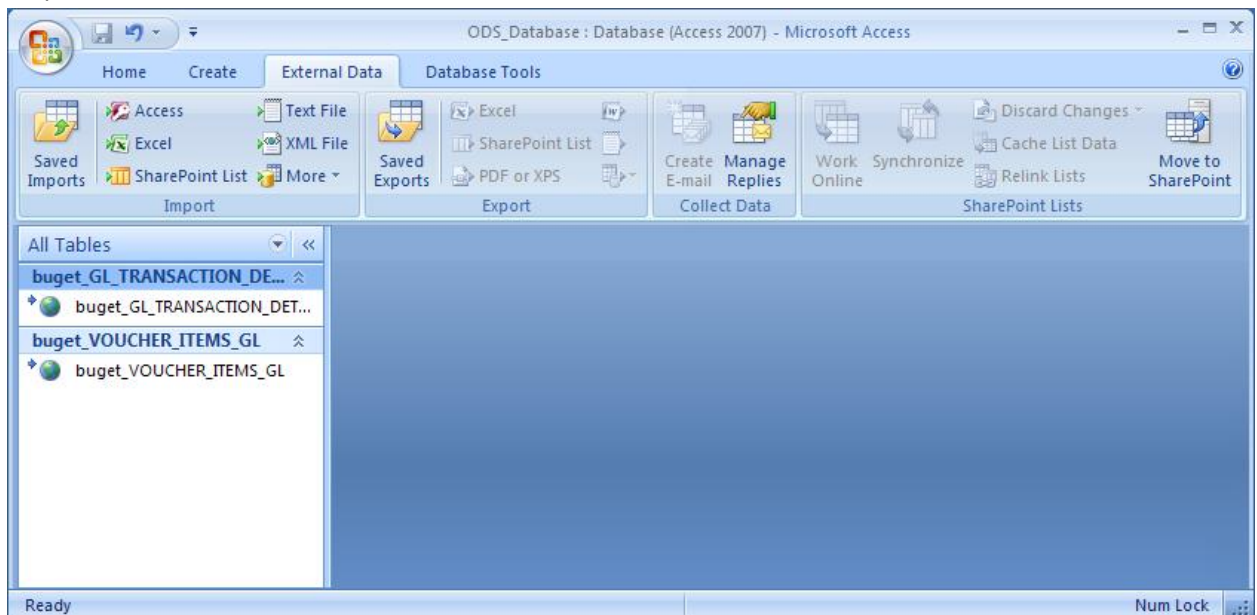 ODS_Database : Database (Access 2007) - Microsoft Access
Home Create External Data Database Tools
Saved Imports
Access
Excel
SharePoint List
Text File
XML File
More
Import
Saved Exports
Excel
SharePoint List
PDF or XPS
Export
Create E-mail
Manage Replies
Collect Data
Work Online
Synchronize
Discard Changes
Cache List Data
Relink Lists
Move to SharePoint
SharePoint Lists
All Tables
buget_GL_TRANSACTION_DE...
buget_GL_TRANSACTION_DET...
buget_VOUCHER_ITEMS_GL
buget_VOUCHER_ITEMS_GL
Ready
Num Lock